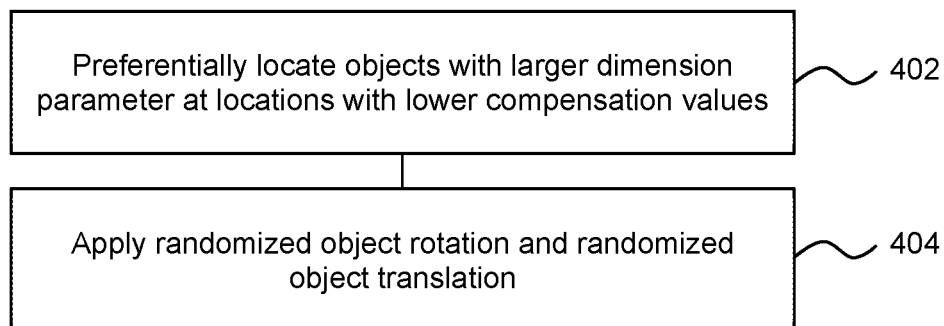 Preferentially locate objects with larger dimension
parameter at locations with lower compensation values
402
Apply randomized object rotation and randomized
object translation
404